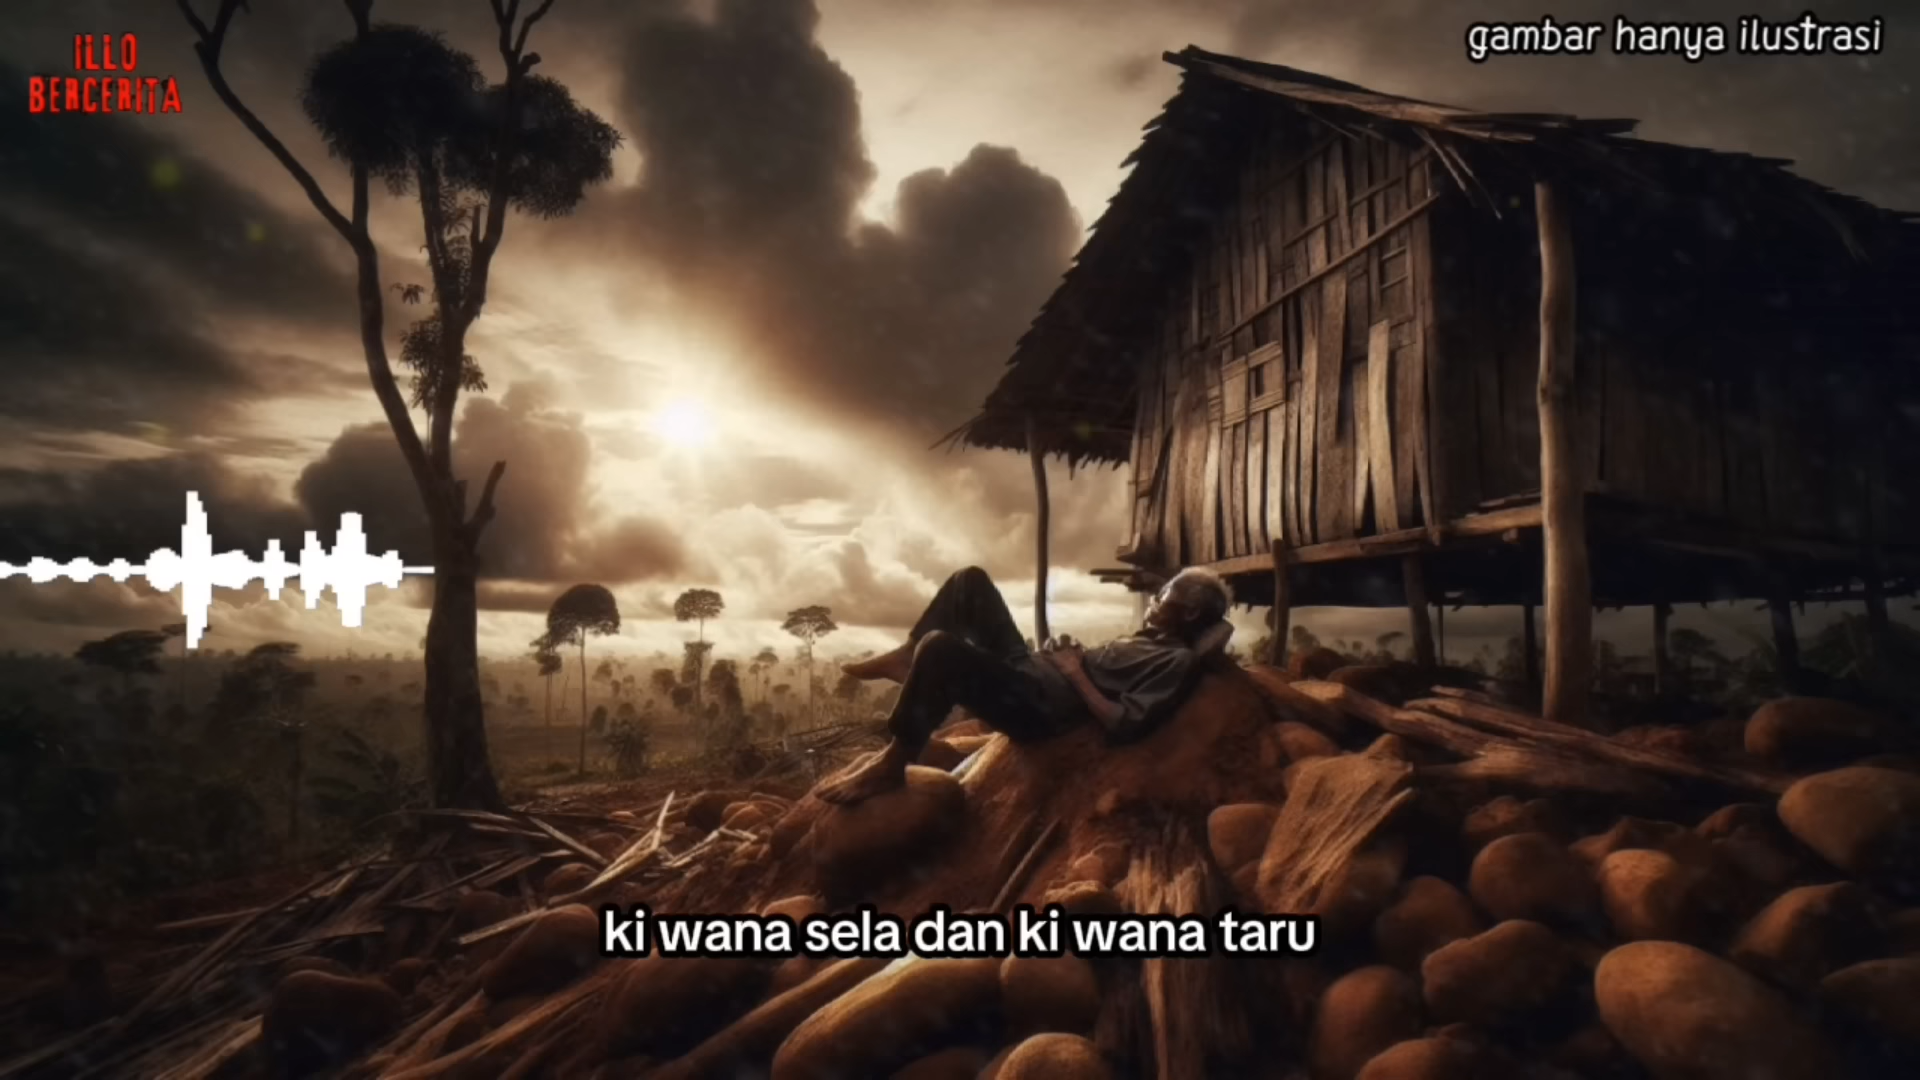 ILLO
BERCERITA
gambar hanya ilustrasi
ki wana sela dan ki wana taru